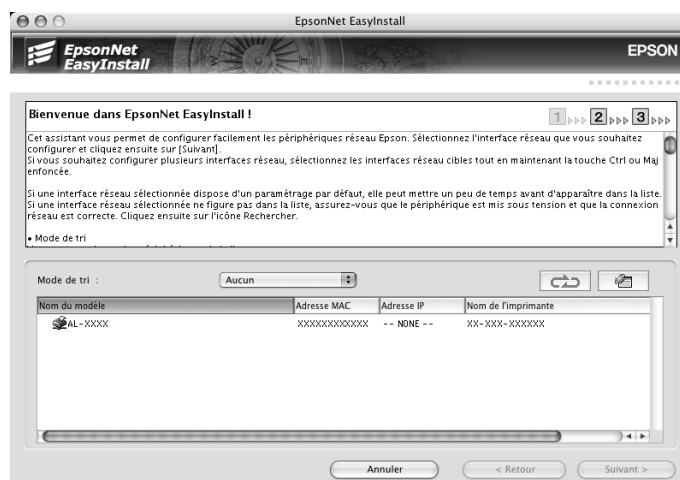 EpsonNet EasyInstall
EpsonNet
EasyInstall
EPSON
Bienvenue dans EpsonNet EasyInstall !
1 2 3
Cet assistant vous permet de configurer facilement les périphériques réseau Epson. Sélectionnez l'interface réseau que vous souhaitez
configurer et cliquez ensuite sur [Suivant].
Si vous souhaitez configurer plusieurs interfaces réseau, sélectionnez les interfaces réseau cibles tout en maintenant la touche Ctrl ou Maj
enfoncée.
Si une interface réseau sélectionnée dispose d'un paramétrage par défaut, elle peut mettre un peu de temps avant d'apparaître dans la liste.
Si une interface réseau sélectionnée ne figure pas dans la liste, assurez-vous que le périphérique est mis sous tension et que la connexion
réseau est correcte. Cliquez ensuite sur l'icône Rechercher.
• Mode de tri
Mode de tri : Aucun
Nom du modèle Adresse MAC Adresse IP Nom de l'imprimante
AL-XXXX XXXXXXXXXXXX -- NONE -- XX-XXX-XXXXXX
Annuler < Retour Suivant >